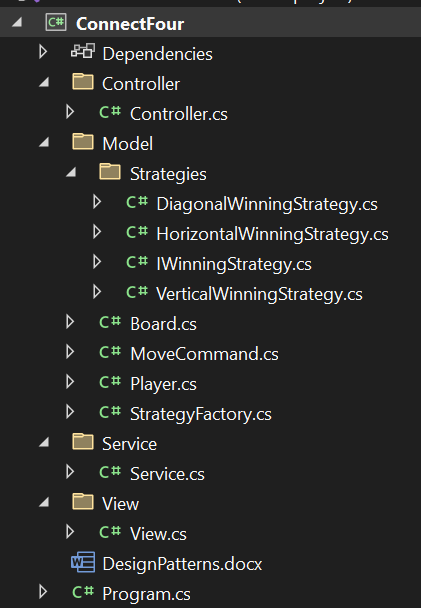 C# ConnectFour
Dependencies
Controller
C# Controller.cs
Model
Strategies
C# DiagonalWinningStrategy.cs
C# HorizontalWinningStrategy.cs
C# IWinningStrategy.cs
C# VerticalWinningStrategy.cs
C# Board.cs
C# MoveCommand.cs
C# Player.cs
C# StrategyFactory.cs
Service
C# Service.cs
View
C# View.cs
W DesignPatterns.docx
C# Program.cs